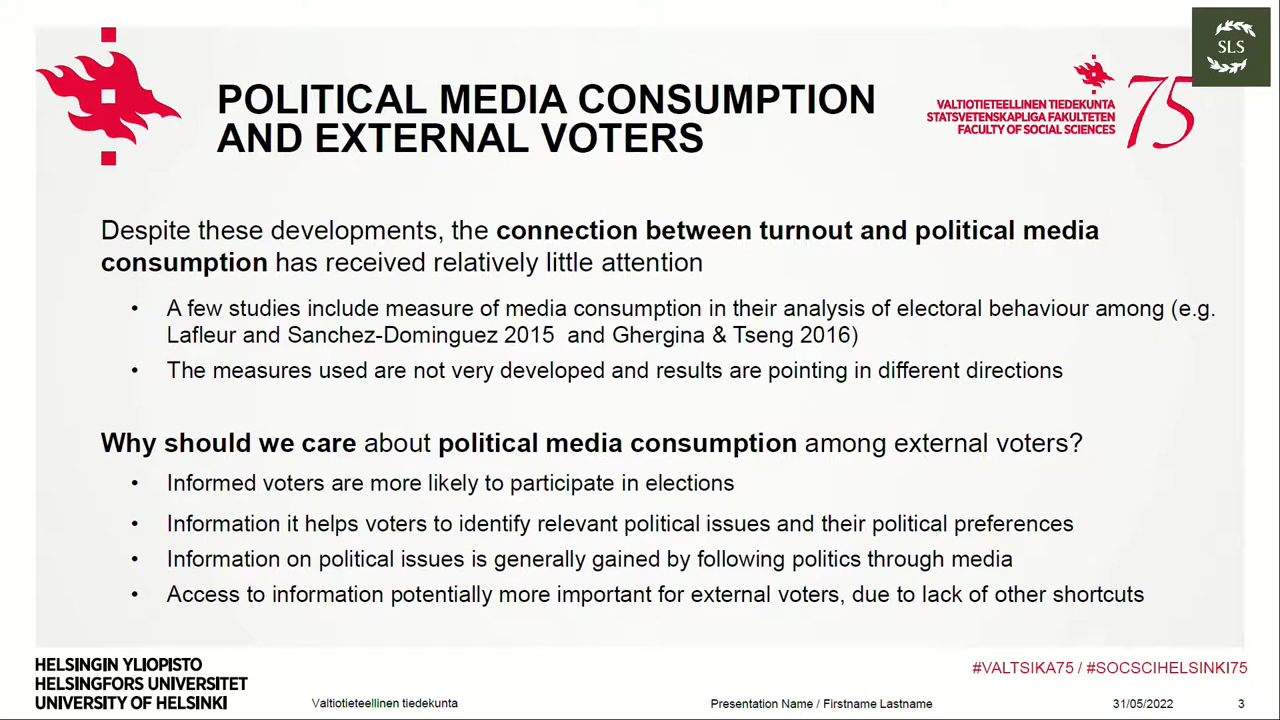 SLS
POLITICAL MEDIA CONSUMPTION
AND EXTERNAL VOTERS
VALTIOTIETEELLINEN TIEDEKUNTA
STATSVETENSKAPLIGA FAKULTETEN
FACULTY OF SOCIAL SCIENCES
75
Despite these developments, the connection between turnout and political media
consumption has received relatively little attention
• A few studies include measure of media consumption in their analysis of electoral behaviour among (e.g.
Lafleur and Sanchez-Dominguez 2015 and Ghergina & Tseng 2016)
• The measures used are not very developed and results are pointing in different directions
Why should we care about political media consumption among external voters?
• Informed voters are more likely to participate in elections
• Information it helps voters to identify relevant political issues and their political preferences
• Information on political issues is generally gained by following politics through media
• Access to information potentially more important for external voters, due to lack of other shortcuts
HELSINGIN YLIOPISTO
HELSINGFORS UNIVERSITET
UNIVERSITY OF HELSINKI
#VALTSIKA75 / #SOCSCIHELSINKI75
Valtiotieteellinen tiedekunta
Presentation Name / Firstname Lastname
31/05/2022
3